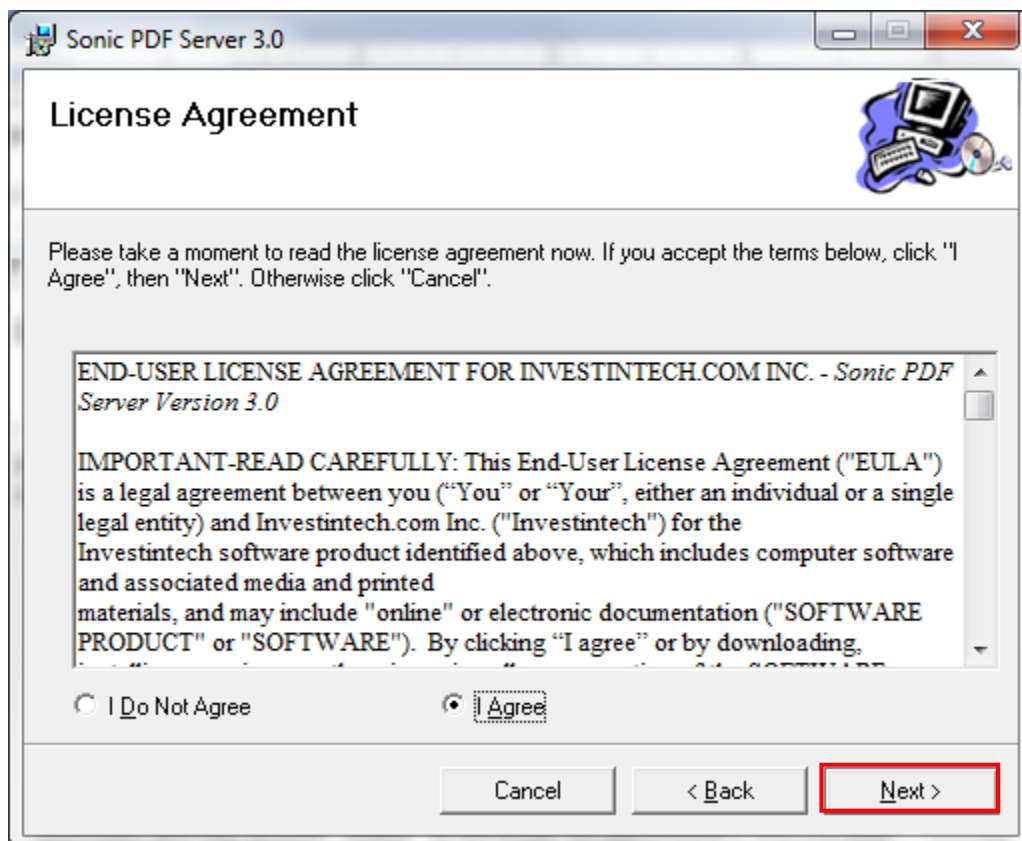 Sonic PDF Server 3.0
License Agreement
Please take a moment to read the license agreement now. If you accept the terms below, click "I
Agree", then "Next". Otherwise click "Cancel".
END-USER LICENSE AGREEMENT FOR INVESTINTECH.COM INC. - Sonic PDF
Server Version 3.0
IMPORTANT-READ CAREFULLY: This End-User License Agreement ("EULA")
is a legal agreement between you (“You” or “Your”, either an individual or a single
legal entity) and Investintech.com Inc. ("Investintech") for the
Investintech software product identified above, which includes computer software
and associated media and printed
materials, and may include "online" or electronic documentation ("SOFTWARE
PRODUCT" or "SOFTWARE"). By clicking “I agree” or by downloading,
I Do Not Agree
I Agree
Cancel
< Back
Next >